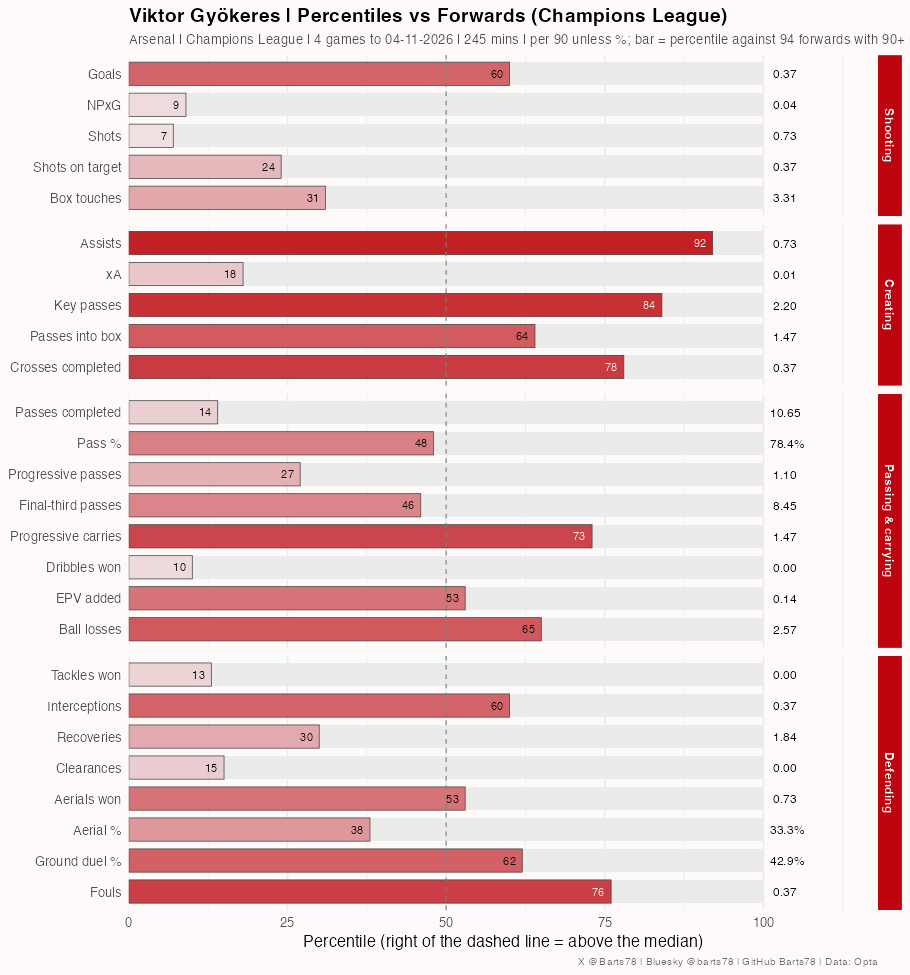 Viktor Gyökeres | Percentiles vs Forwards (Champions League)
Arsenal | Champions League | 4 games to 04-11-2026 | 245 mins | per 90 unless %; bar = percentile against 94 forwards with 90+
Goals 60 0.37
NPxG 9 0.04
Shots 7 0.73
Shots on target 24 0.37
Box touches 31 3.31
Shooting
Assists 92 0.73
xA 18 0.01
Key passes 84 2.20
Passes into box 64 1.47
Crosses completed 78 0.37
Creating
Passes completed 14 10.65
Pass % 48 78.4%
Progressive passes 27 1.10
Final-third passes 46 8.45
Progressive carries 73 1.47
Dribbles won 10 0.00
EPV added 53 0.14
Ball losses 65 2.57
Passing & carrying
Tackles won 13 0.00
Interceptions 60 0.37
Recoveries 30 1.84
Clearances 15 0.00
Aerials won 53 0.73
Aerial % 38 33.3%
Ground duel % 62 42.9%
Fouls 76 0.37
Defending
0 25 50 75 100
Percentile (right of the dashed line = above the median)
X @Barts78 | Bluesky @barts78 | GitHub Barts78 | Data: Opta